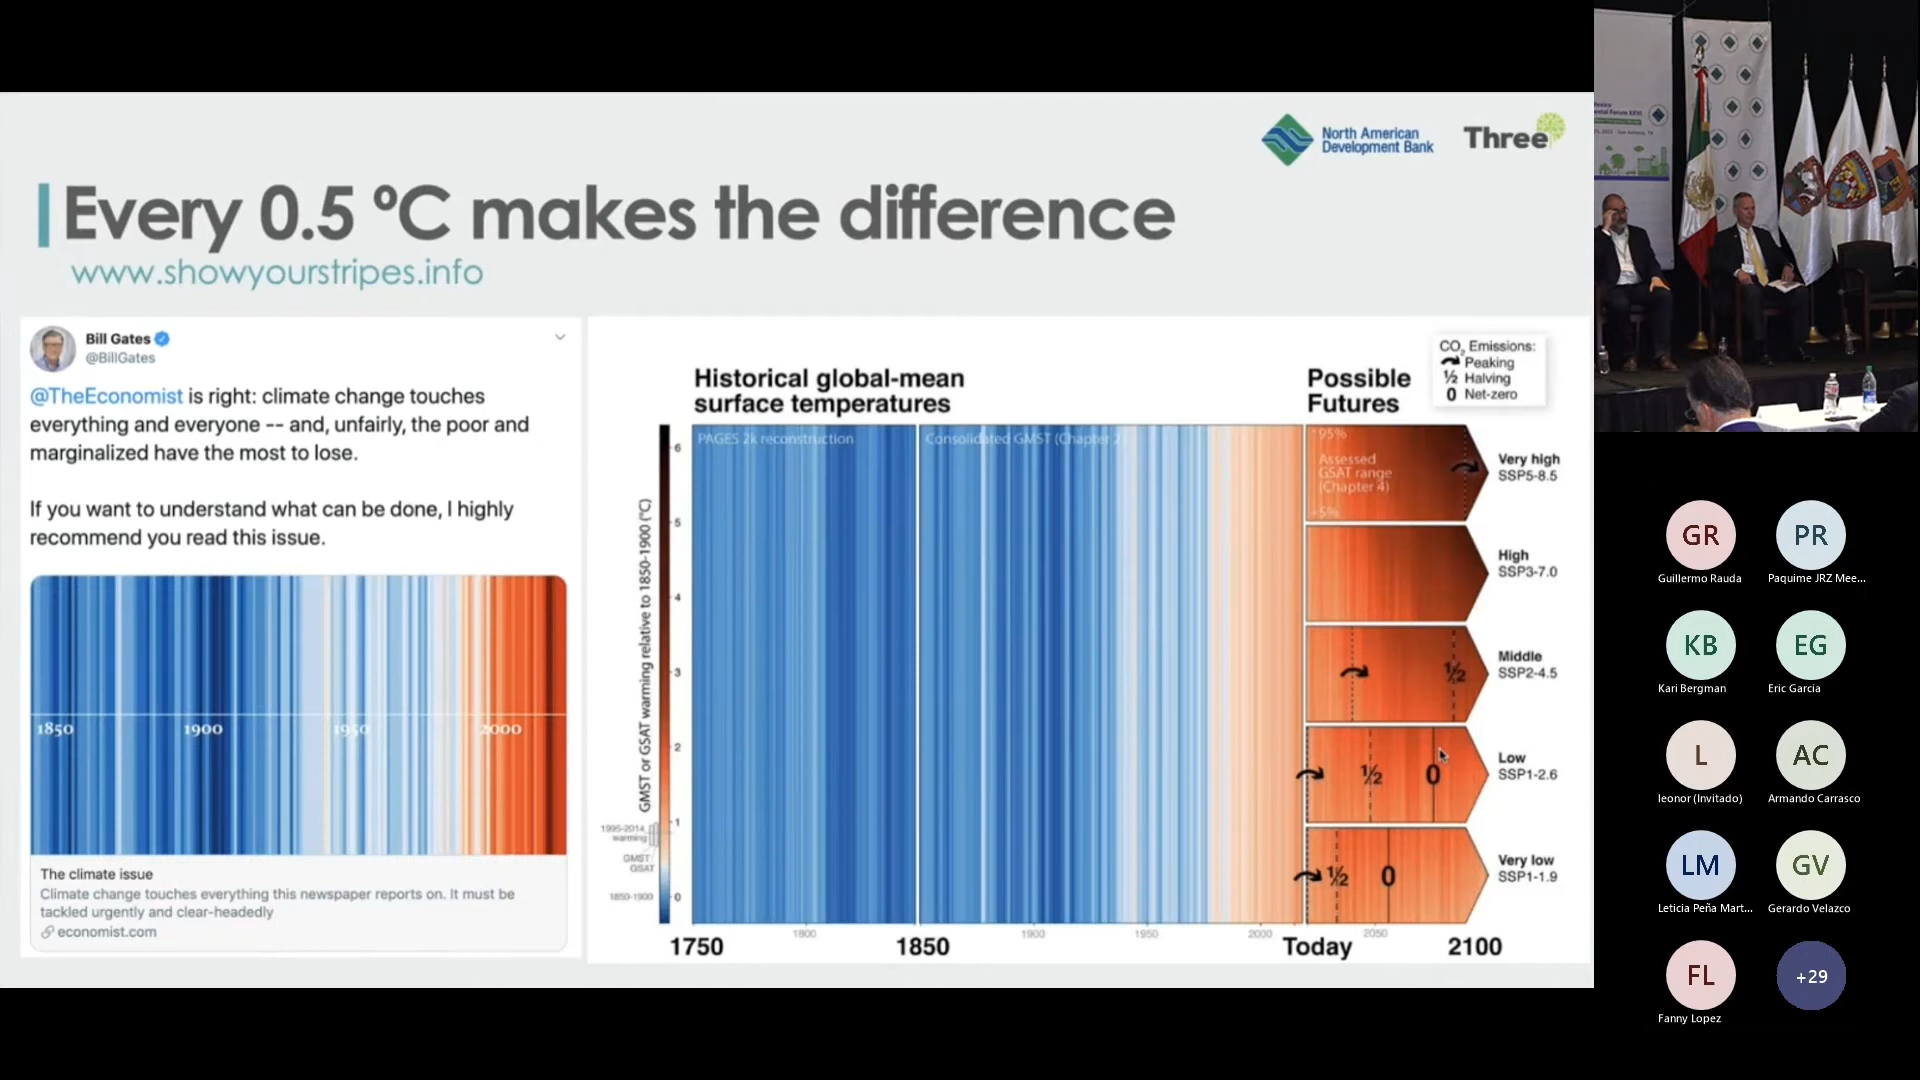 North American
Development Bank
Three
Every 0.5 ºC makes the difference
www.showyourstripes.info
Bill Gates
@BillGates
@TheEconomist is right: climate change touches
everything and everyone -- and, unfairly, the poor and
marginalized have the most to lose.
If you want to understand what can be done, I highly
recommend you read this issue.
1850
1900
1950
2000
The climate issue
Climate change touches everything this newspaper reports on. It must be
tackled urgently and clear-headedly
economist.com
Historical global-mean
surface temperatures
Possible
Futures
CO2 Emissions:
Peaking
½ Halving
0 Net-zero
PAGES 2k reconstruction
Consolidated GMST (Chapter 2
95%
Assessed
GSAT range
(Chapter 4)
5%
GMST or GSAT warming relative to 1850-1900 (°C)
6
5
4
3
2
1
0
1995-2014
warming
GMST
GSAT
1850-1900
Very high
SSP5-8.5
High
SSP3-7.0
Middle
SSP2-4.5
½
Low
SSP1-2.6
½
0
Very low
SSP1-1.9
½
0
1750
1800
1850
1900
1950
2000
Today
2050
2100
GR
Guillermo Rauda
PR
Paquime JRZ Mee...
KB
Kari Bergman
EG
Eric Garcia
L
leonor (Invitado)
AC
Armando Carrasco
LM
Leticia Peña Mart...
GV
Gerardo Velazco
FL
Fanny Lopez
+29